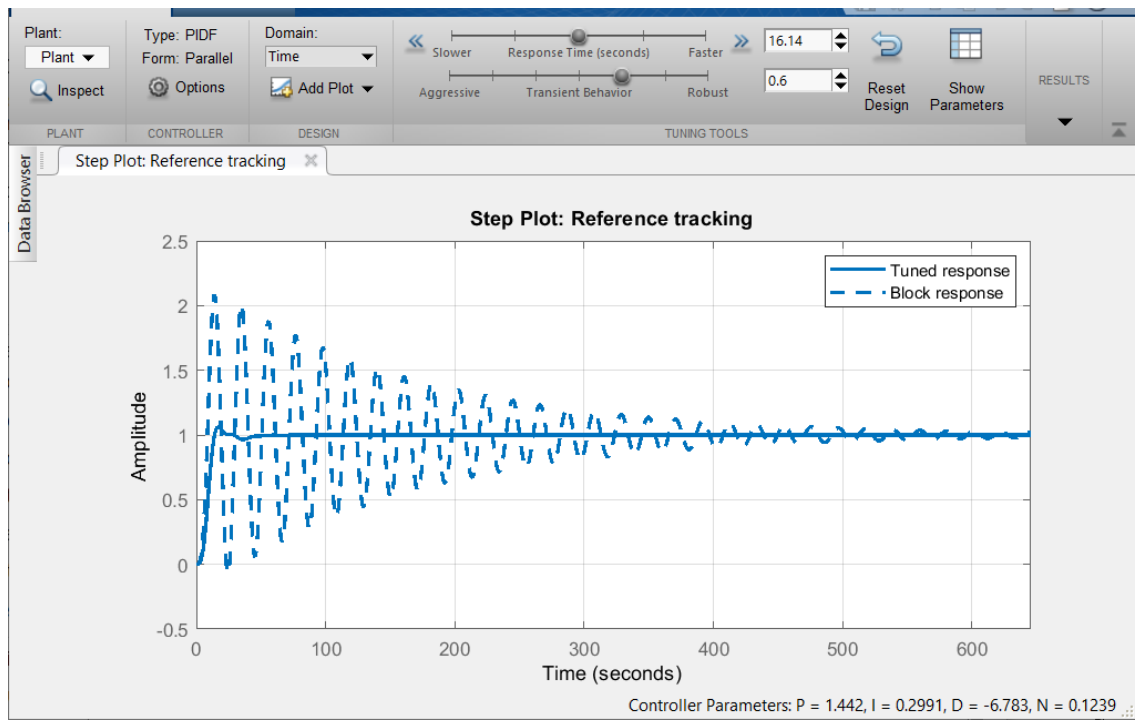 Plant:
Plant
Inspect
PLANT
Type: PIDF
Form: Parallel
Options
CONTROLLER
Domain:
Time
Add Plot
DESIGN
Slower Response Time (seconds) Faster
16.14
Aggressive Transient Behavior Robust
0.6
Reset
Design
Show
Parameters
TUNING TOOLS
RESULTS
Data Browser
Step Plot: Reference tracking
Step Plot: Reference tracking
Tuned response
Block response
Amplitude
2.5
2
1.5
1
0.5
0
-0.5
0 100 200 300 400 500 600
Time (seconds)
Controller Parameters: P = 1.442, I = 0.2991, D = -6.783, N = 0.1239